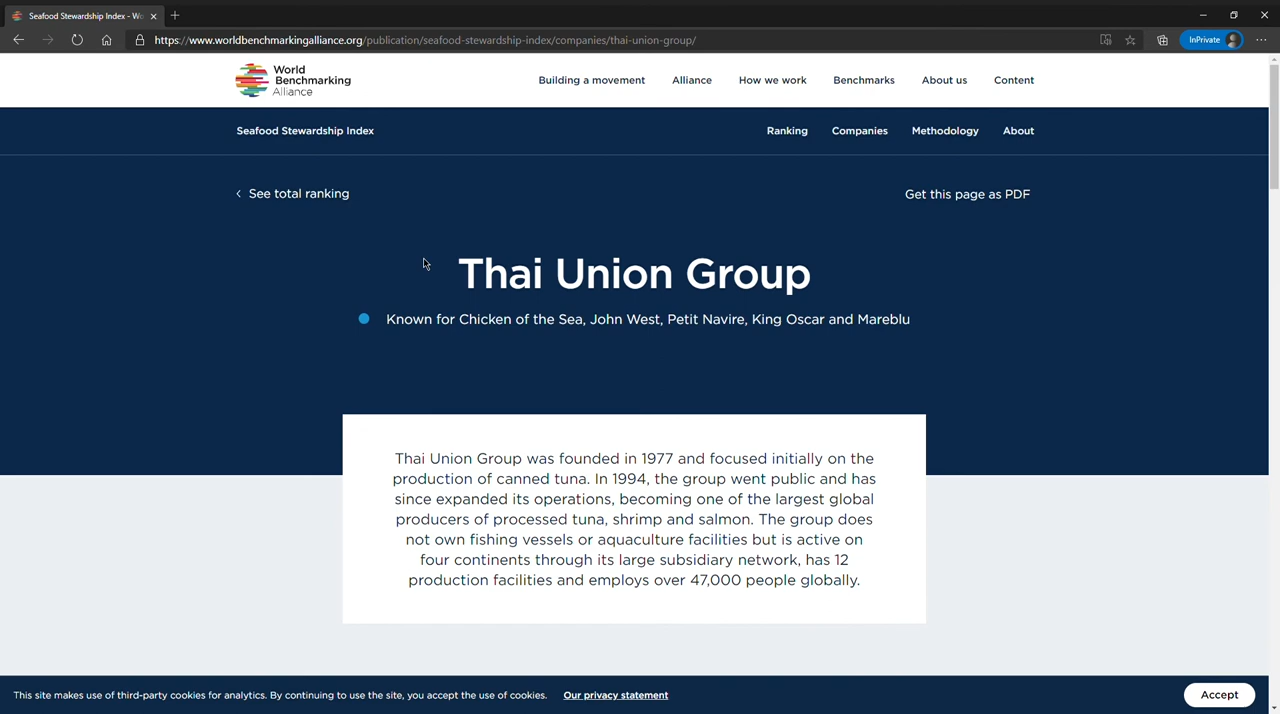 Seafood Stewardship Index - Wo
https://www.worldbenchmarkingalliance.org/publication/seafood-stewardship-index/companies/thai-union-group/
InPrivate
World
Benchmarking
Alliance
Building a movement Alliance How we work Benchmarks About us Content
Seafood Stewardship Index
Ranking Companies Methodology About
See total ranking
Get this page as PDF
Thai Union Group
Known for Chicken of the Sea, John West, Petit Navire, King Oscar and Mareblu
Thai Union Group was founded in 1977 and focused initially on the
production of canned tuna. In 1994, the group went public and has
since expanded its operations, becoming one of the largest global
producers of processed tuna, shrimp and salmon. The group does
not own fishing vessels or aquaculture facilities but is active on
four continents through its large subsidiary network, has 12
production facilities and employs over 47,000 people globally.
This site makes use of third-party cookies for analytics. By continuing to use the site, you accept the use of cookies. Our privacy statement
Accept